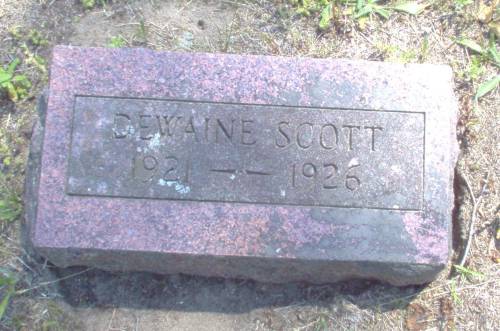 DEWAINE SCOTT
1921 — — 1926